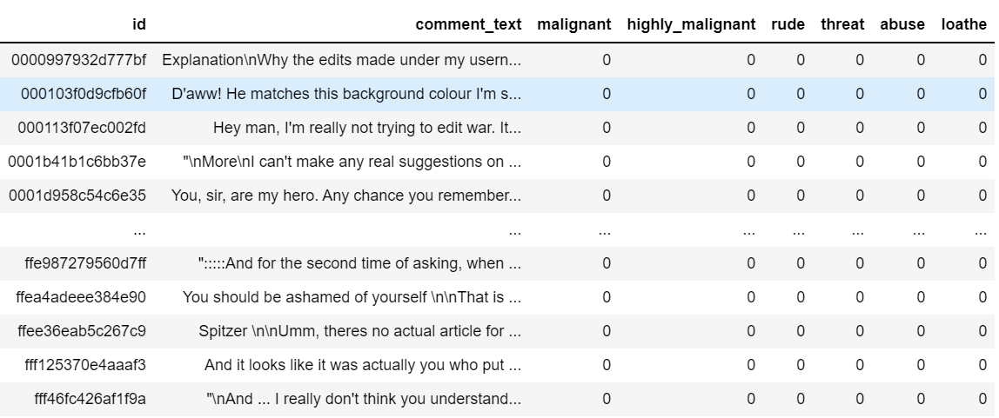 id comment_text malignant highly_malignant rude threat abuse loathe
0000997932d777bf Explanation\nWhy the edits made under my usern... 0 0 0 0 0 0
000103f0d9cfb60f D'aww! He matches this background colour I'm s... 0 0 0 0 0 0
000113f07ec002fd Hey man, I'm really not trying to edit war. It... 0 0 0 0 0 0
0001b41b1c6bb37e "\nMore\nI can't make any real suggestions on ... 0 0 0 0 0 0
0001d958c54c6e35 You, sir, are my hero. Any chance you remember... 0 0 0 0 0 0
... ... ... ... ... ... ... ...
ffe987279560d7ff ":::::And for the second time of asking, when ... 0 0 0 0 0 0
ffea4adeee384e90 You should be ashamed of yourself \n\nThat is ... 0 0 0 0 0 0
ffee36eab5c267c9 Spitzer \n\nUmm, theres no actual article for ... 0 0 0 0 0 0
fff125370e4aaaf3 And it looks like it was actually you who put ... 0 0 0 0 0 0
fff46fc426af1f9a "\nAnd ... I really don't think you understand... 0 0 0 0 0 0